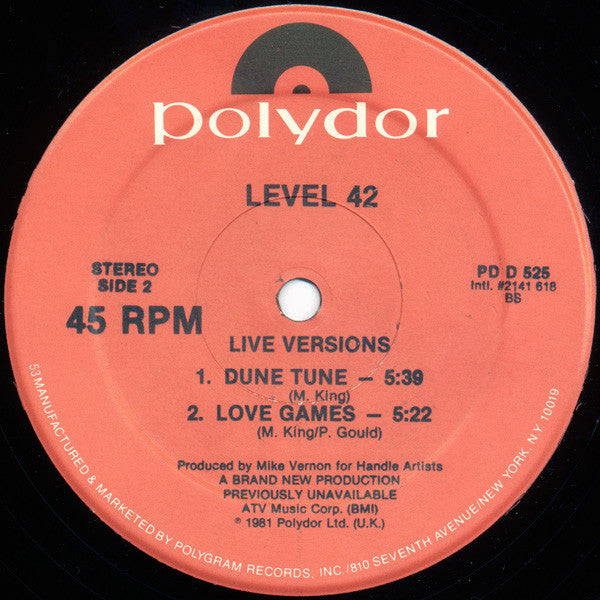 polydor
LEVEL 42
STEREO
SIDE 2
45 RPM
PD D 525
Intl. #2141 618
BS
LIVE VERSIONS
1. DUNE TUNE – 5:39
(M. King)
2. LOVE GAMES – 5:22
(M. King/P. Gould)
Produced by Mike Vernon for Handle Artists
A BRAND NEW PRODUCTION
PREVIOUSLY UNAVAILABLE
ATV Music Corp. (BMI)
℗ 1981 Polydor Ltd. (U.K.)
53MANUFACTURED & MARKETED BY POLYGRAM RECORDS, INC./810 SEVENTH AVENUE/NEW YORK. NY 10019